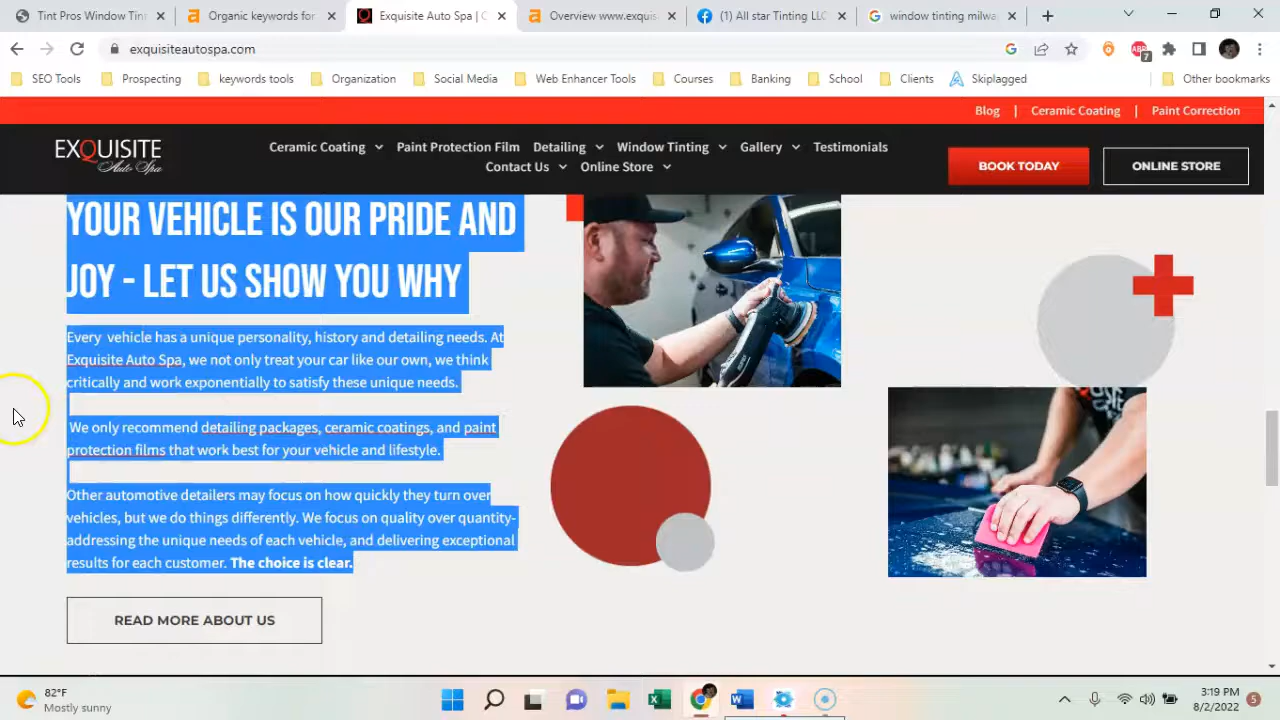 Tint Pros Window Tint
Organic keywords for
Exquisite Auto Spa | C
Overview www.exquis
(1) All star Tinting LLC
window tinting milwa
exquisiteautospa.com
7
SEO Tools
Prospecting
keywords tools
Organization
Social Media
Web Enhancer Tools
Courses
Banking
School
Clients
Skiplagged
Other bookmarks
Blog | Ceramic Coating | Paint Correction
EXQUISITE
Auto Spa
Ceramic Coating Paint Protection Film Detailing Window Tinting Gallery Testimonials
Contact Us Online Store
BOOK TODAY
ONLINE STORE
YOUR VEHICLE IS OUR PRIDE AND
JOY - LET US SHOW YOU WHY
Every vehicle has a unique personality, history and detailing needs. At
Exquisite Auto Spa, we not only treat your car like our own, we think
critically and work exponentially to satisfy these unique needs.
We only recommend detailing packages, ceramic coatings, and paint
protection films that work best for your vehicle and lifestyle.
Other automotive detailers may focus on how quickly they turn over
vehicles, but we do things differently. We focus on quality over quantity-
addressing the unique needs of each vehicle, and delivering exceptional
results for each customer. The choice is clear.
READ MORE ABOUT US
82°F
Mostly sunny
3:19 PM
8/2/2022
5